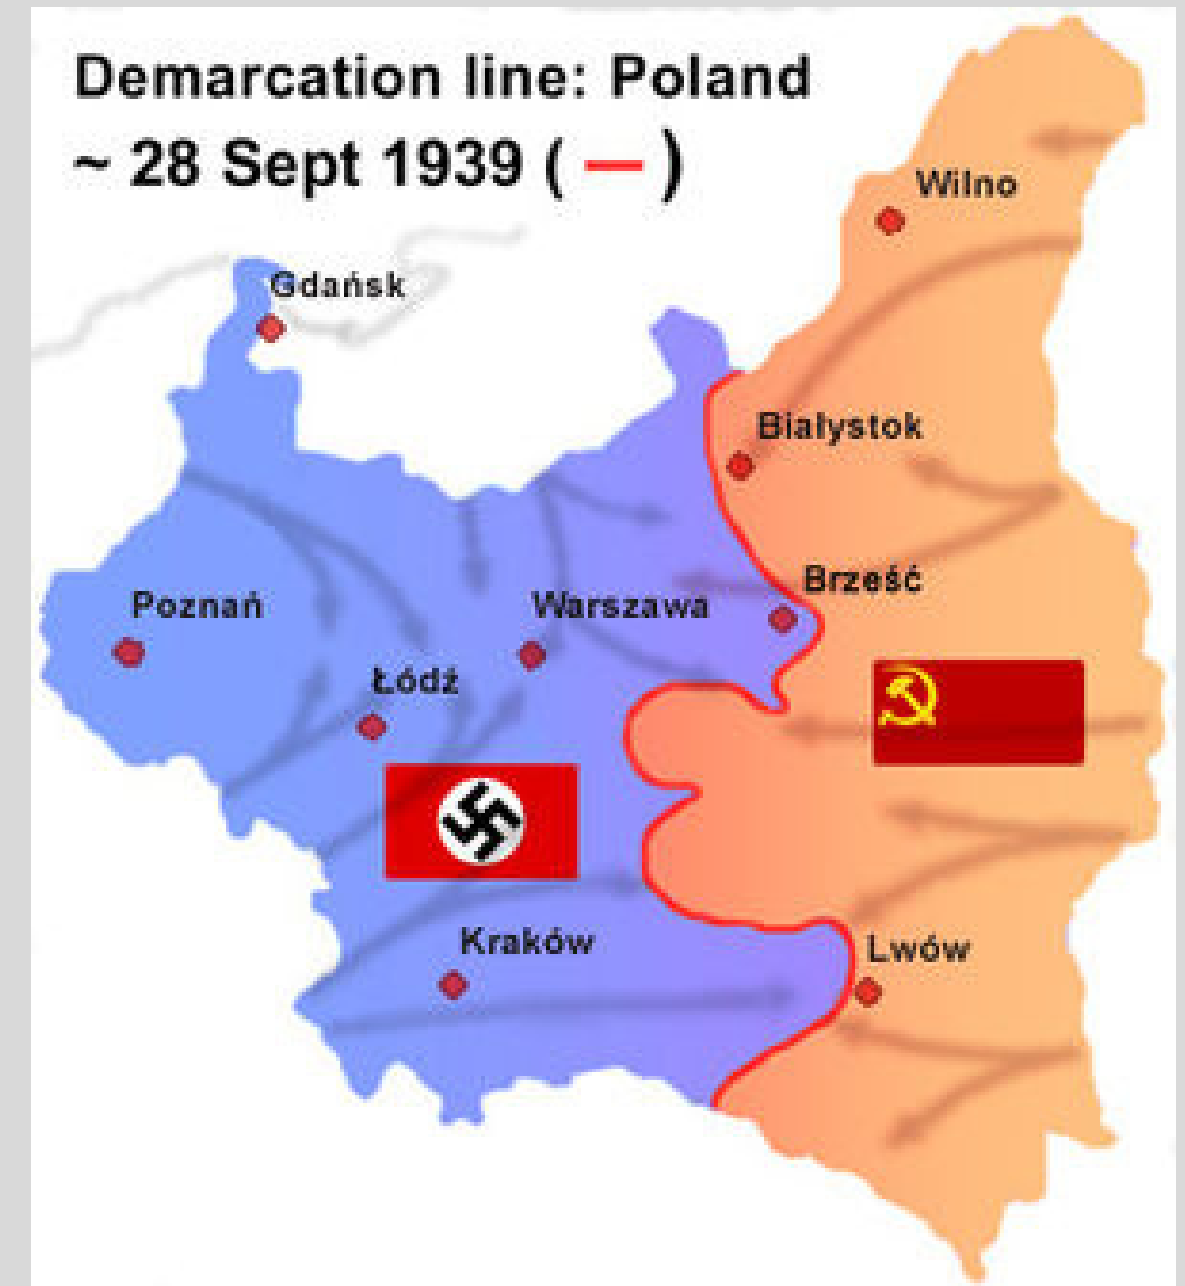 Demarcation line: Poland
~ 28 Sept 1939 ( — )
Wilno
Gdańsk
Białystok
Brześć
Poznań
Warszawa
Łódź
Kraków
Lwów